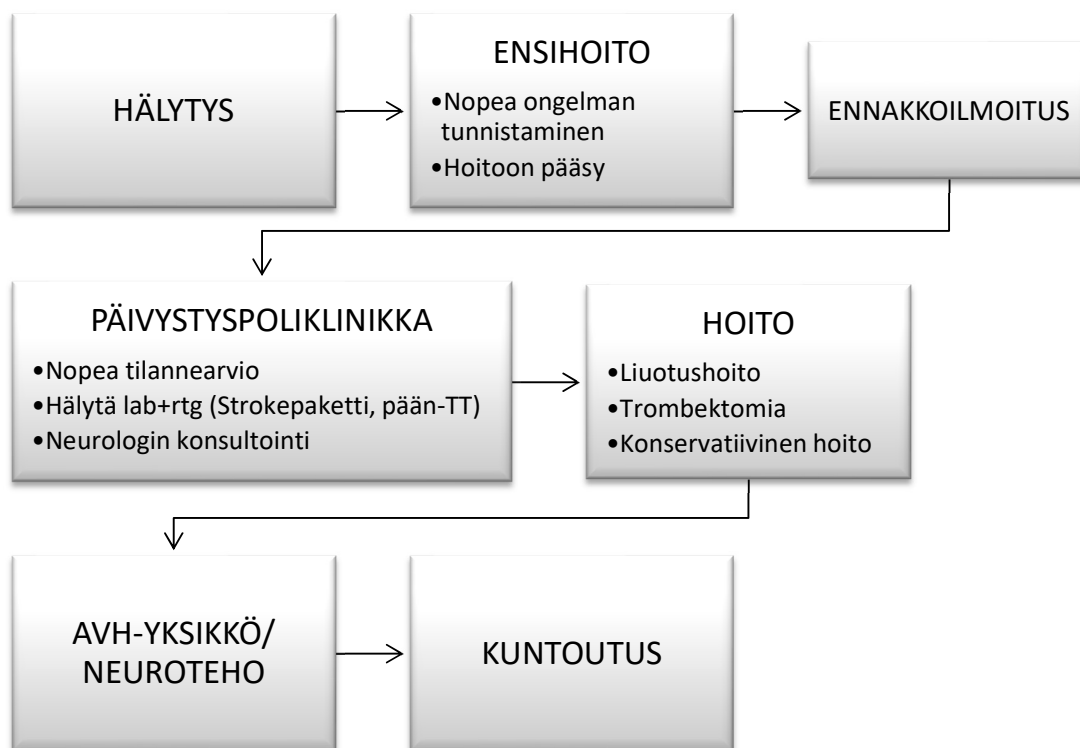 HÄLYTYS
ENSIHOITO
•Nopea ongelman
tunnistaminen
•Hoitoon pääsy
ENNAKKOILMOITUS
PÄIVYSTYSPOLIKLINIKKA
•Nopea tilannearvio
•Hälytä lab+rtg (Strokepaketti, pään-TT)
•Neurologin konsultointi
HOITO
•Liuotushoito
•Trombektomia
•Konservatiivinen hoito
AVH-YKSIKKÖ/
NEUROTEHO
KUNTOUTUS